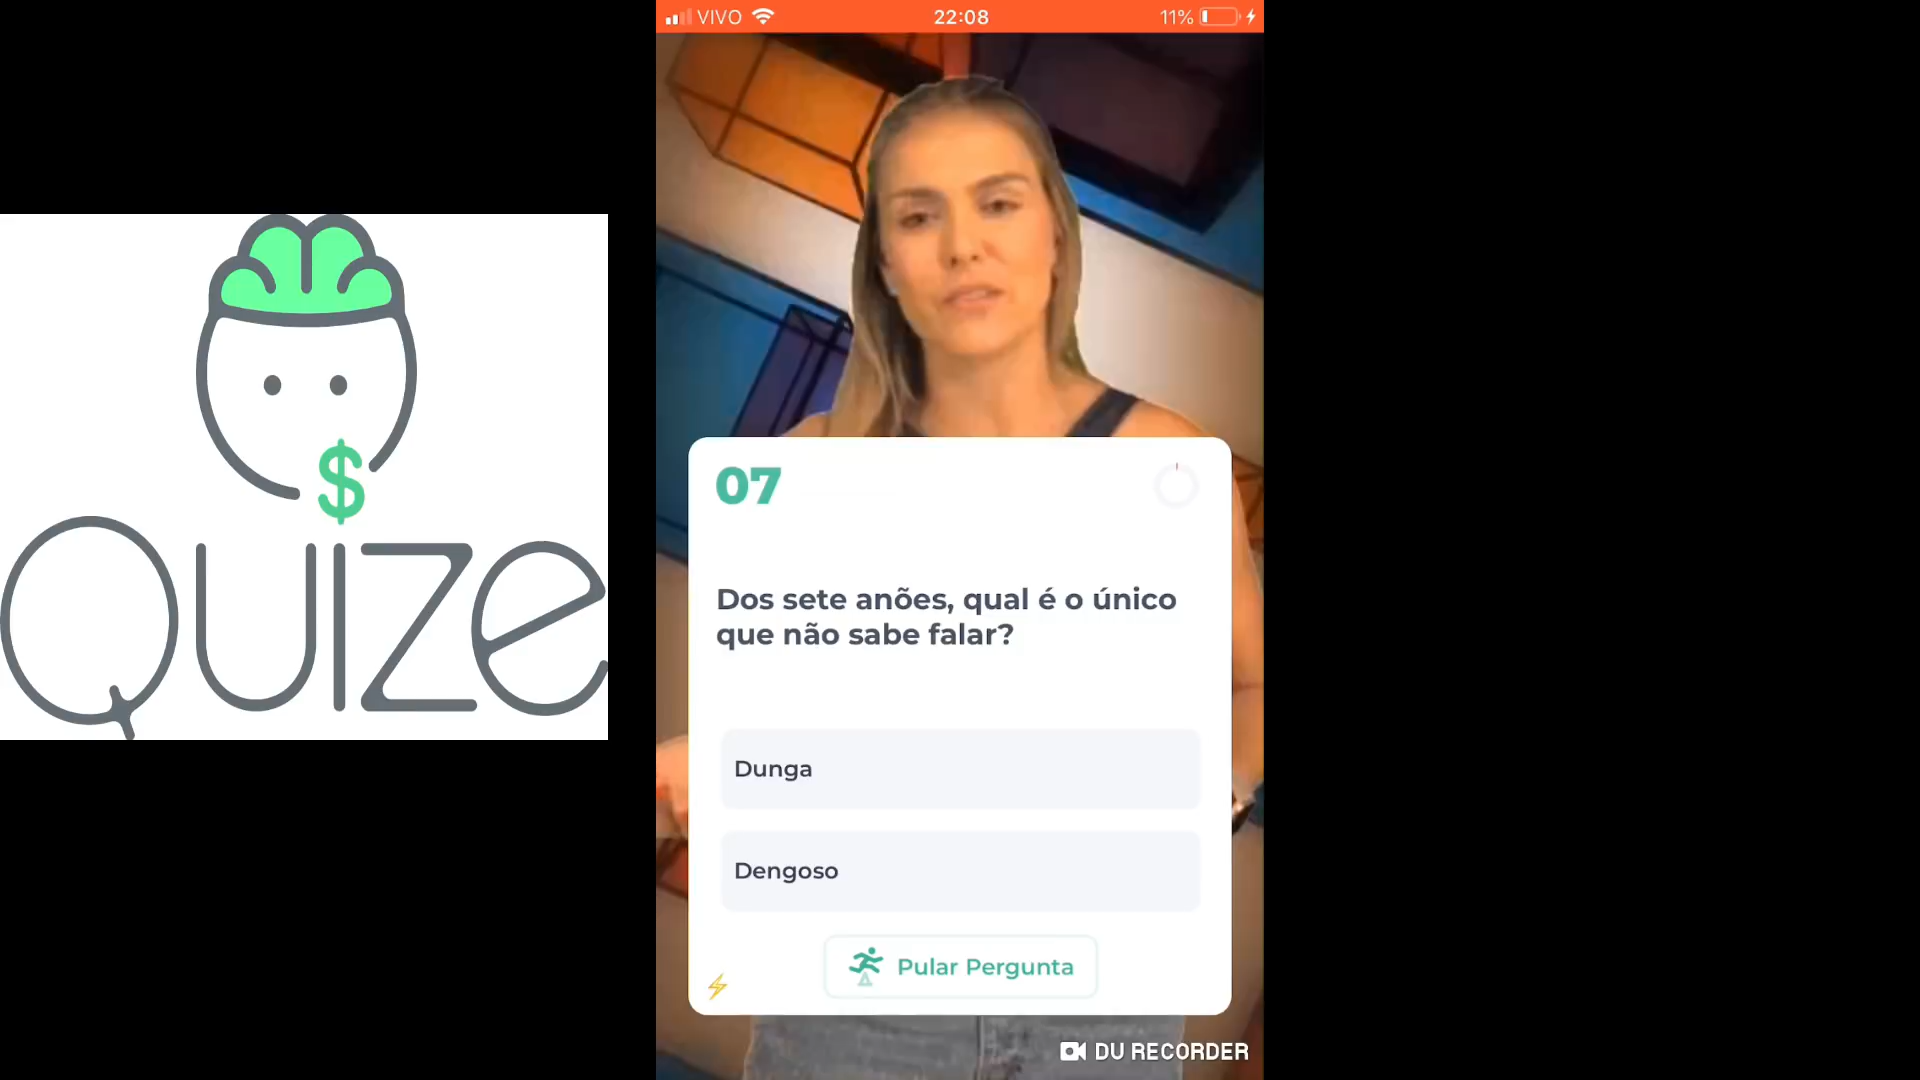 VIVO 22:08 11%
Quize
$
07
Dos sete anões, qual é o único
que não sabe falar?
Dunga
Dengoso
Pular Pergunta
DU RECORDER